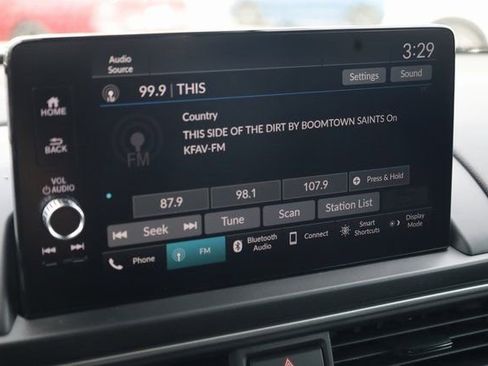 Audio
Source
3:29
99.9 | THIS
Settings
Sound
HOME
Country
THIS SIDE OF THE DIRT BY BOOMTOWN SAINTS On
KFAV-FM
FM
BACK
VOL
AUDIO
87.9
98.1
107.9
Press & Hold
Seek
Tune
Scan
Station List
Phone
FM
Bluetooth
Audio
Connect
Smart
Shortcuts
Display
Mode